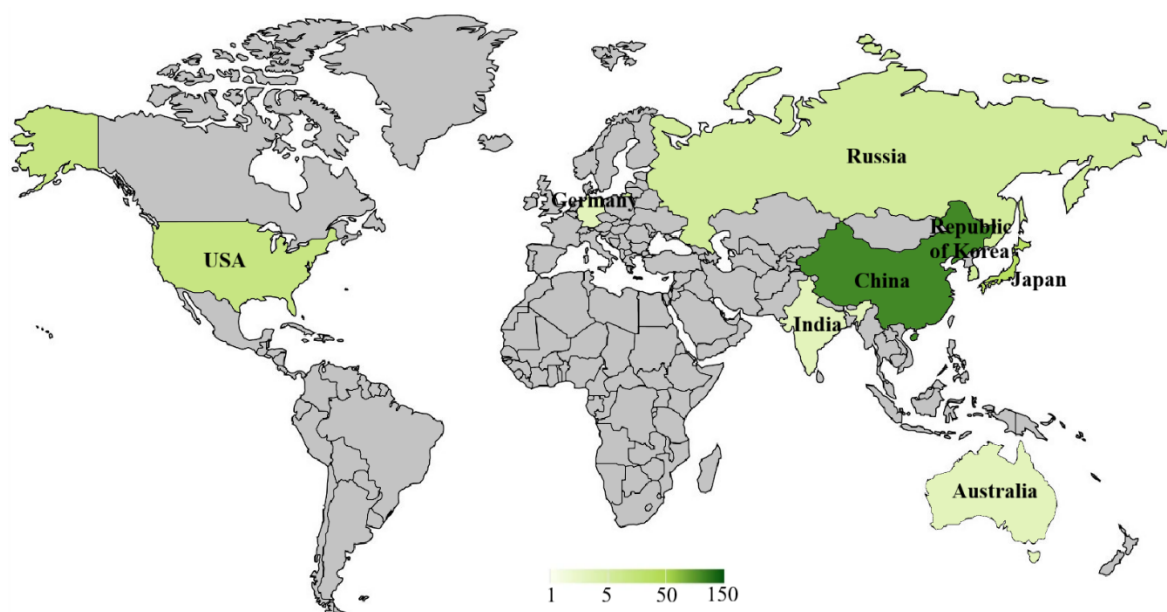 Russia
Germany
Republic
of Korea
USA
China
Japan
India
Australia
1 5 50 150